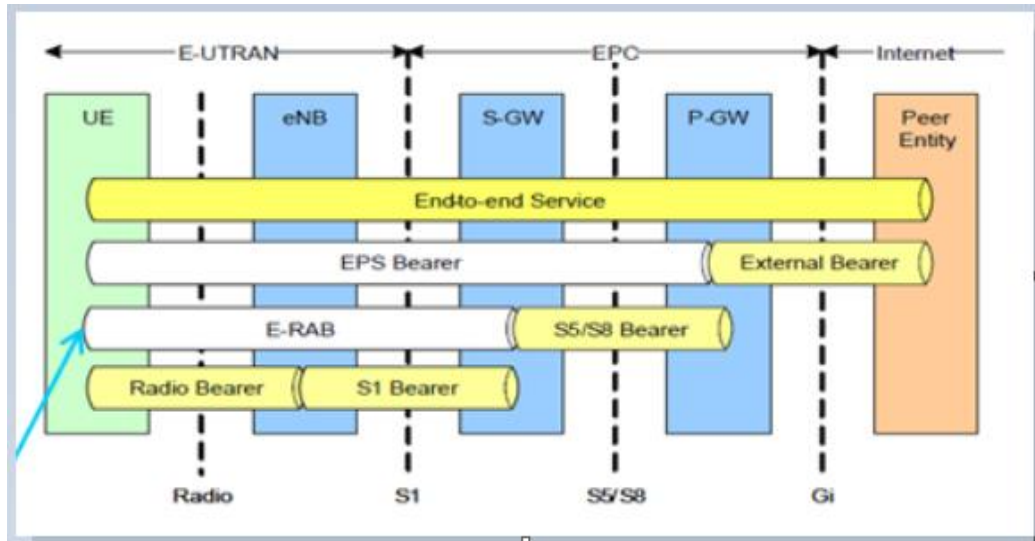 E-UTRAN
EPC
Internet
UE
eNB
S-GW
P-GW
Peer
Entity
End-to-end Service
EPS Bearer
External Bearer
E-RAB
S5/S8 Bearer
Radio Bearer
S1 Bearer
Radio
S1
S5/S8
Gi